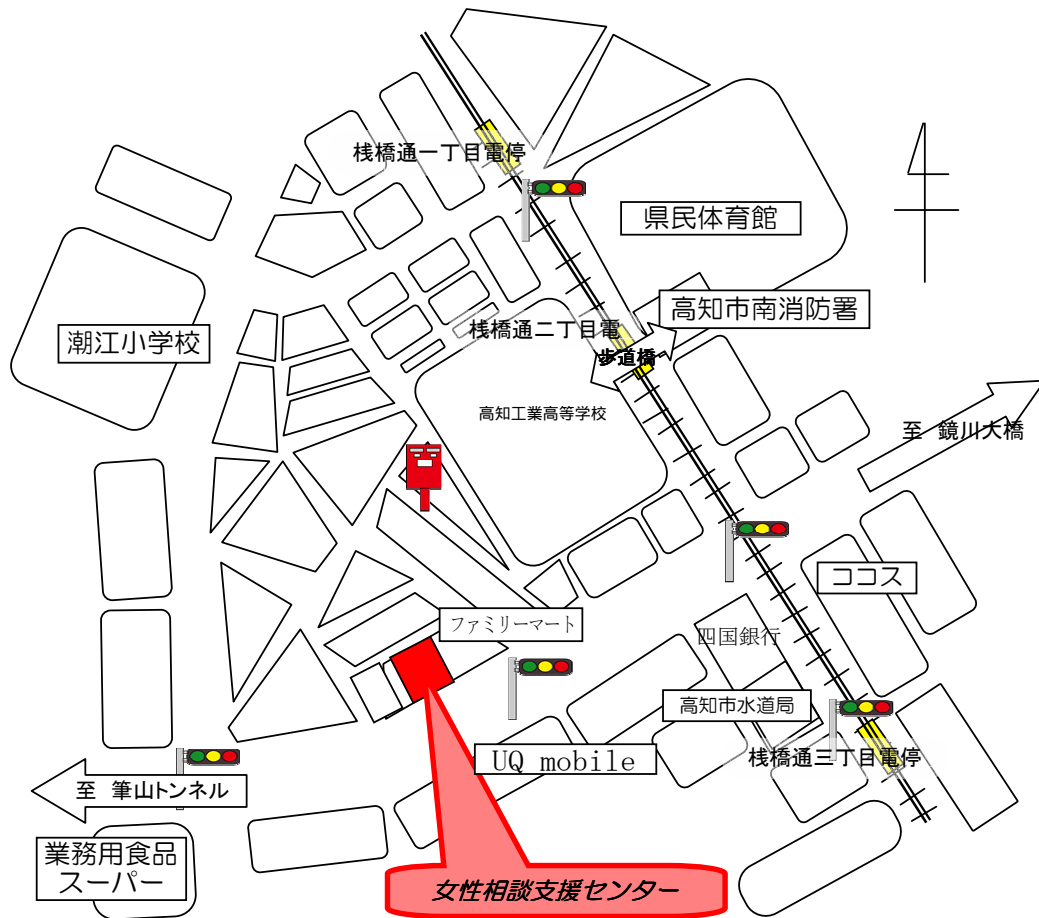 桟橋通一丁目電停
県民体育館
高知市南消防署
潮江小学校
桟橋通二丁目電
歩道橋
高知工業高等学校
至 鏡川大橋
ココス
ファミリーマート
四国銀行
高知市水道局
桟橋通三丁目電停
UQ mobile
至 筆山トンネル
業務用食品
スーパー
女性相談支援センター